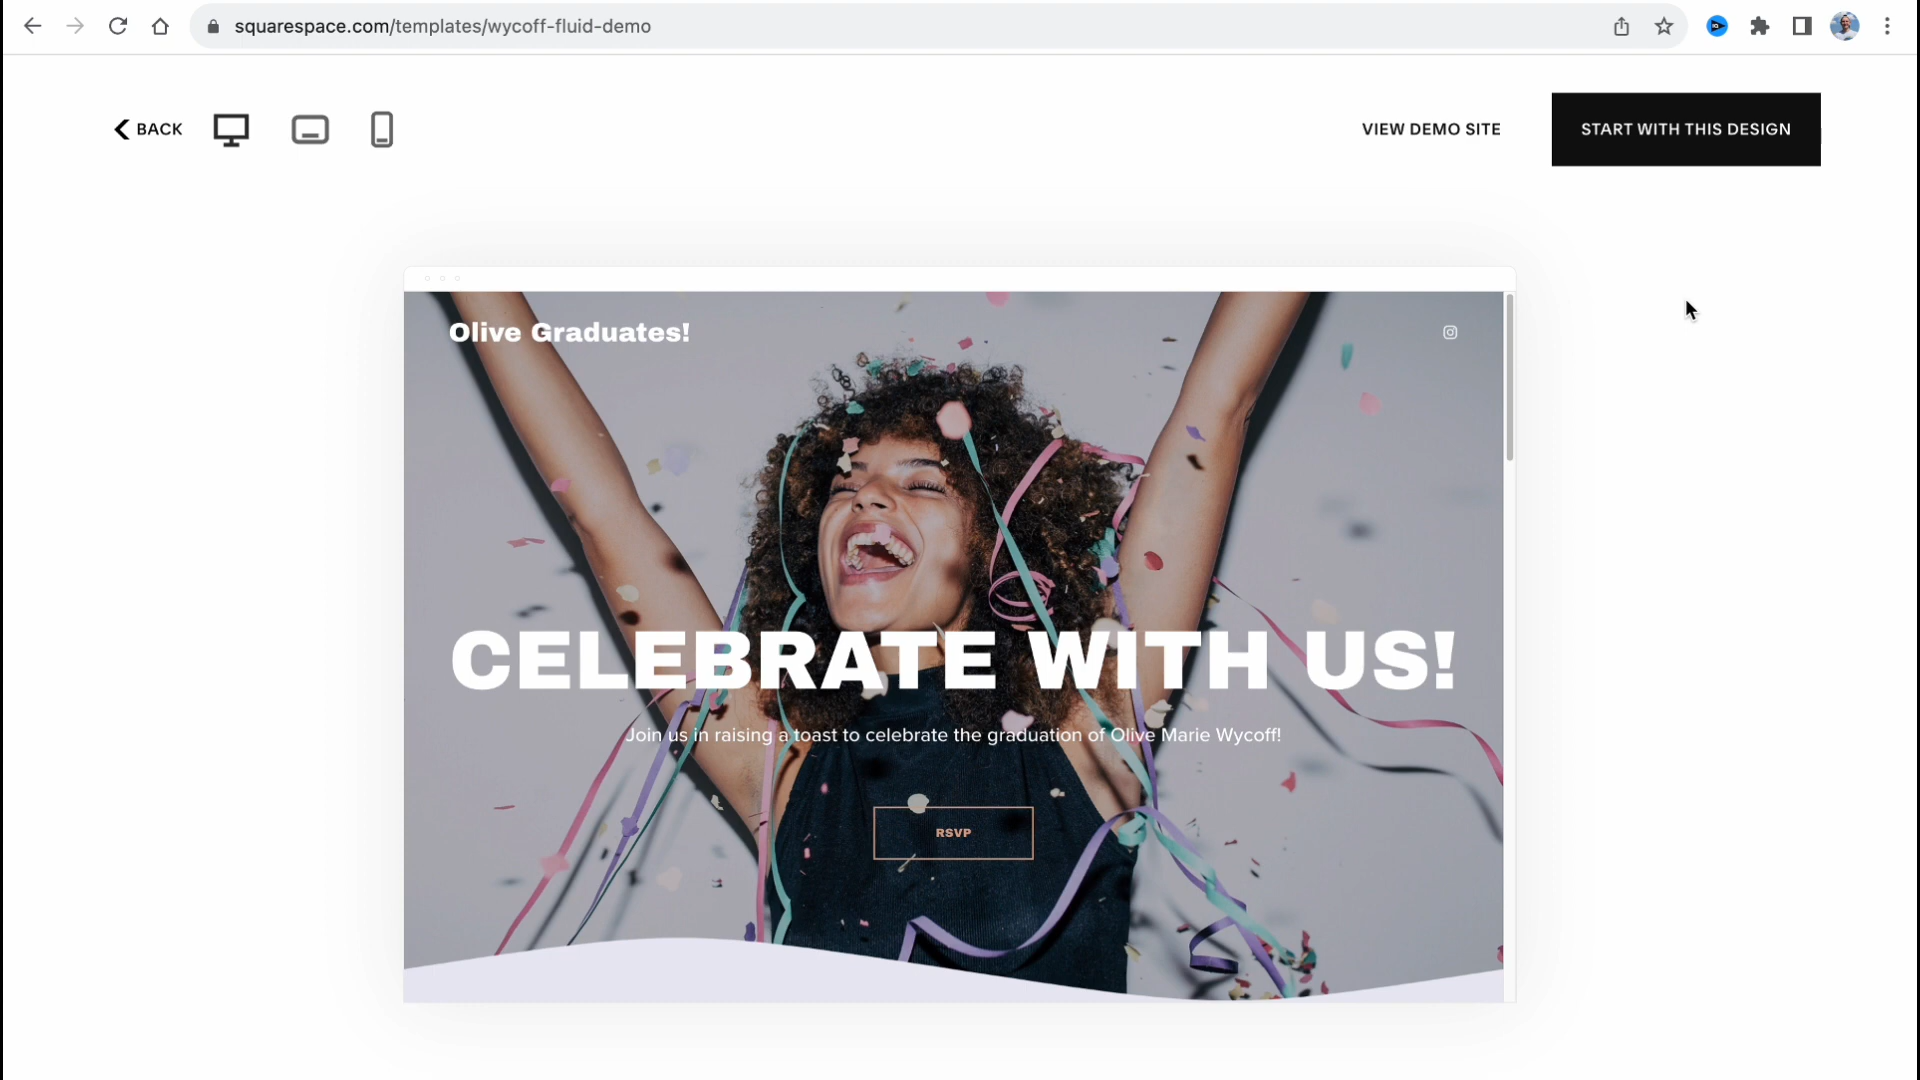 squarespace.com/templates/wycoff-fluid-demo
BACK
VIEW DEMO SITE
START WITH THIS DESIGN
Olive Graduates!
CELEBRATE WITH US!
Join us in raising a toast to celebrate the graduation of Olive Marie Wycoff!
RSVP